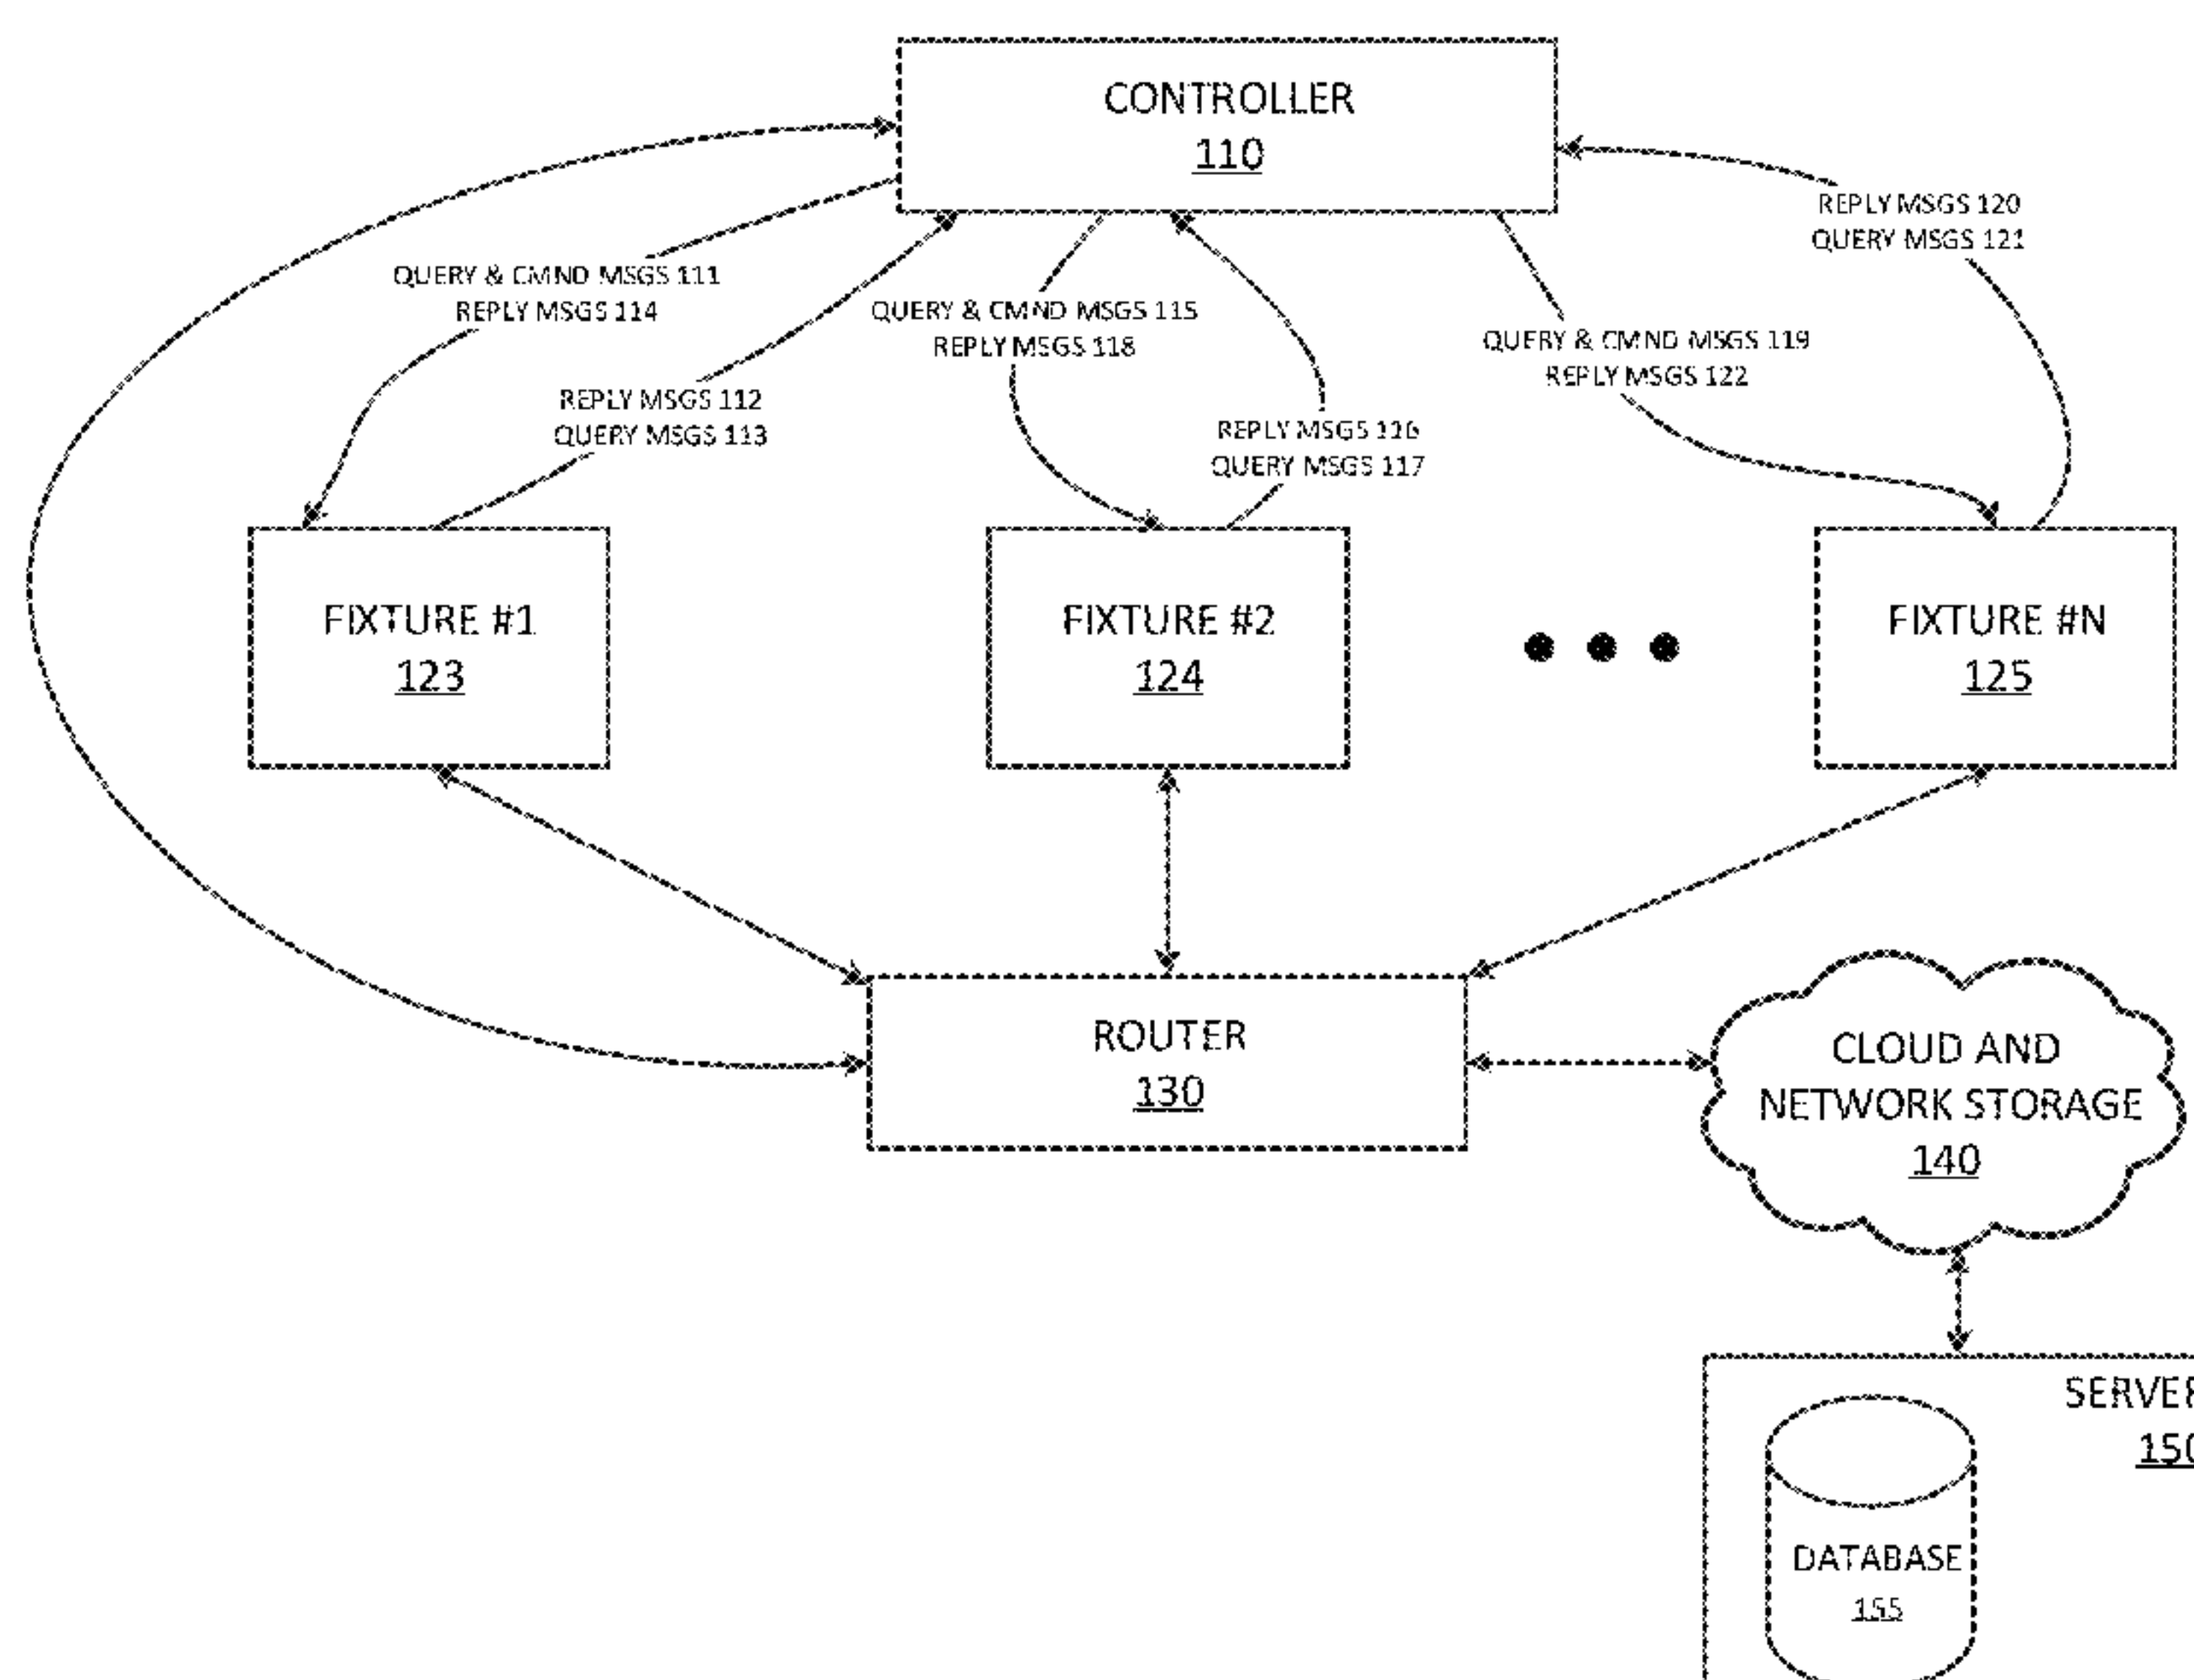 CONTROLLER
110
REPLY MSGS 120
QUERY MSGS 121
QUERY & CMND MSGS 111
REPLY MSGS 114
QUERY & CMND MSGS 115
REPLY MSGS 118
QUERY & CMND MSGS 119
REPLY MSGS 122
REPLY MSGS 112
QUERY MSGS 113
REPLY MSGS 116
QUERY MSGS 117
FIXTURE #1
123
FIXTURE #2
124
FIXTURE #N
125
ROUTER
130
CLOUD AND
NETWORK STORAGE
140
SERVER
150
DATABASE
155